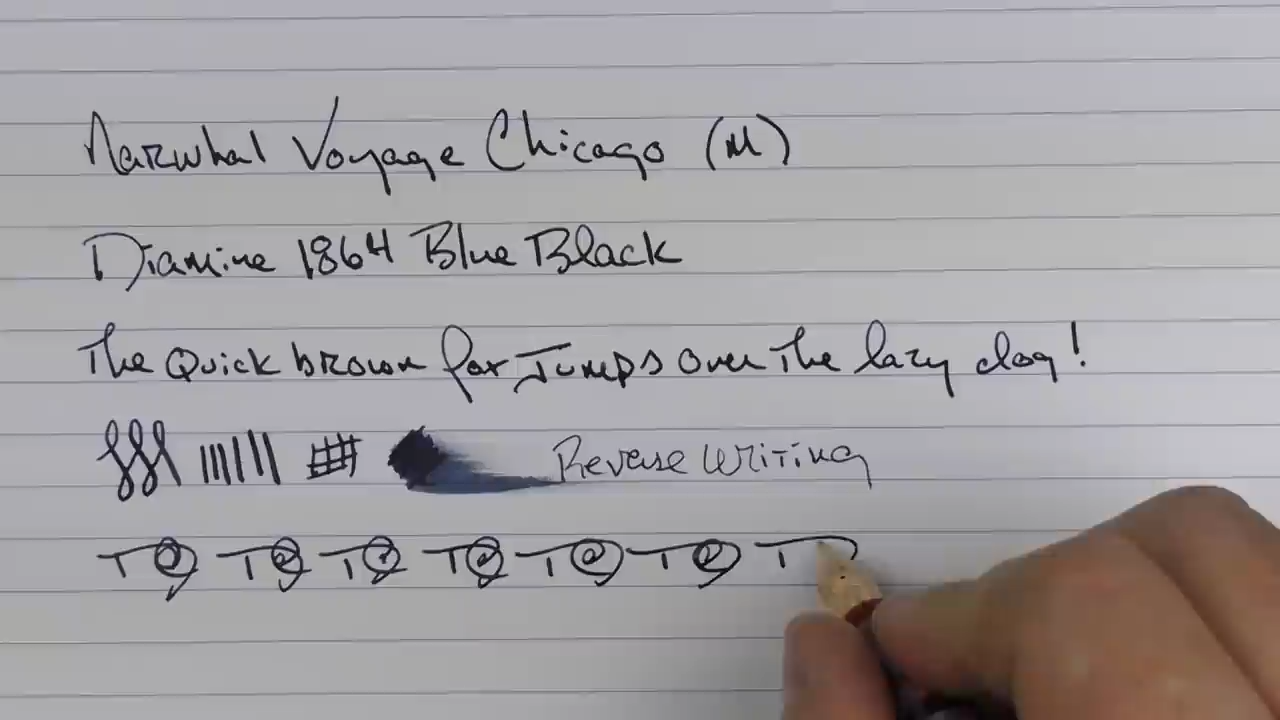 Narwhal Voyage Chicago (M)
Diamine 1864 Blue Black
The Quick brown fox Jumps over The lazy dog!
Reverse Writing